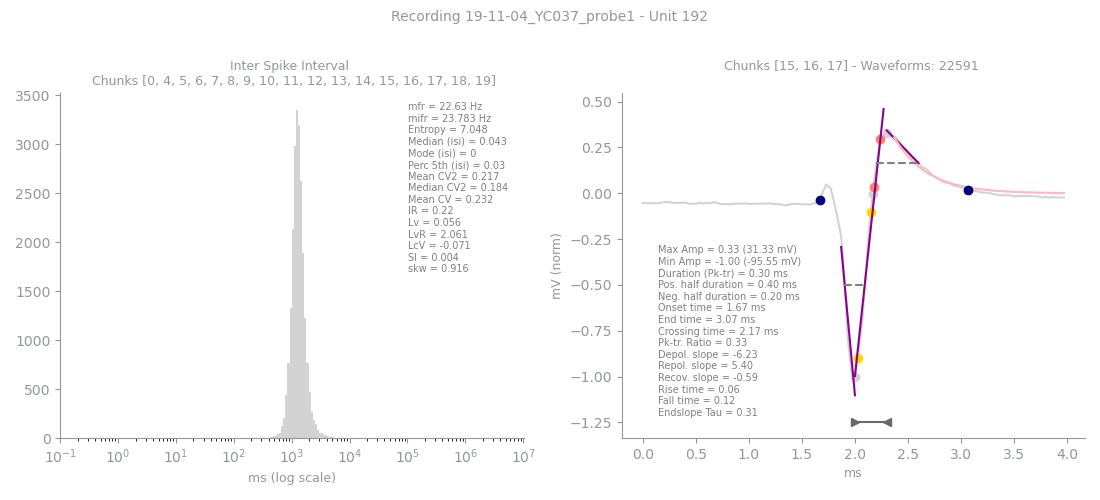 Recording 19-11-04_YC037_probe1 - Unit 192
Inter Spike Interval
Chunks [0, 4, 5, 6, 7, 8, 9, 10, 11, 12, 13, 14, 15, 16, 17, 18, 19]
3500
3000
2500
2000
1500
1000
500
0
mfr = 22.63 Hz
mifr = 23.783 Hz
Entropy = 7.048
Median (isi) = 0.043
Mode (isi) = 0
Perc 5th (isi) = 0.03
Mean CV2 = 0.217
Median CV2 = 0.184
Mean CV = 0.232
IR = 0.22
Lv = 0.056
LvR = 2.061
LcV = -0.071
SI = 0.004
skw = 0.916
10⁻¹ 10⁰ 10¹ 10² 10³ 10⁴ 10⁵ 10⁶ 10⁷
ms (log scale)
Chunks [15, 16, 17] - Waveforms: 22591
mV (norm)
0.50
0.25
0.00
−0.25
−0.50
−0.75
−1.00
−1.25
Max Amp = 0.33 (31.33 mV)
Min Amp = -1.00 (-95.55 mV)
Duration (Pk-tr) = 0.30 ms
Pos. half duration = 0.40 ms
Neg. half duration = 0.20 ms
Onset time = 1.67 ms
End time = 3.07 ms
Crossing time = 2.17 ms
Pk-tr. Ratio = 0.33
Depol. slope = -6.23
Repol. slope = 5.40
Recov. slope = -0.59
Rise time = 0.06
Fall time = 0.12
Endslope Tau = 0.31
0.0 0.5 1.0 1.5 2.0 2.5 3.0 3.5 4.0
ms